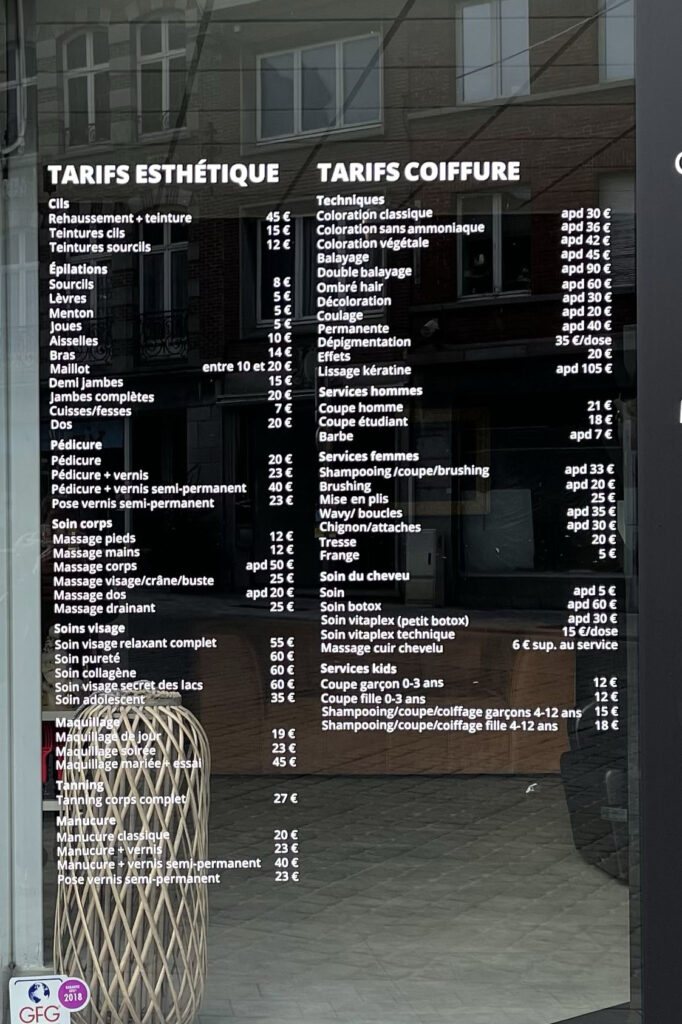 TARIFS ESTHÉTIQUE
Cils
Rehaussement + teinture 45 €
Teintures cils 15 €
Teintures sourcils 12 €
Épilations
Sourcils 8 €
Lèvres 5 €
Menton 5 €
Joues 5 €
Aisselles 10 €
Bras 14 €
Maillot entre 10 et 20 €
Demi jambes 15 €
Jambes complètes 20 €
Cuisses/fesses 7 €
Dos 20 €
Pédicure
Pédicure 20 €
Pédicure + vernis 23 €
Pédicure + vernis semi-permanent 40 €
Pose vernis semi-permanent 23 €
Soin corps
Massage pieds 12 €
Massage mains 12 €
Massage corps apd 50 €
Massage visage/crâne/buste 25 €
Massage dos apd 20 €
Massage drainant 25 €
Soins visage
Soin visage relaxant complet 55 €
Soin pureté 60 €
Soin collagène 60 €
Soin visage secret des lacs 60 €
Soin adolescent 35 €
Maquillage
Maquillage de jour 19 €
Maquillage soirée 23 €
Maquillage mariée + essai 45 €
Tanning
Tanning corps complet 27 €
Manucure
Manucure classique 20 €
Manucure + vernis 23 €
Manucure + vernis semi-permanent 40 €
Pose vernis semi-permanent 23 €
TARIFS COIFFURE
Techniques
Coloration classique apd 30 €
Coloration sans ammoniaque apd 36 €
Coloration végétale apd 42 €
Balayage apd 45 €
Double balayage apd 90 €
Ombré hair apd 60 €
Décoloration apd 30 €
Coulage apd 20 €
Permanente apd 40 €
Dépigmentation 35 €/dose
Effets 20 €
Lissage kératine apd 105 €
Services hommes
Coupe homme 21 €
Coupe étudiant 18 €
Barbe apd 7 €
Services femmes
Shampooing/coupe/brushing apd 33 €
Brushing apd 20 €
Mise en plis 25 €
Wavy/ boucles apd 35 €
Chignon/attaches apd 30 €
Tresse 20 €
Frange 5 €
Soin du cheveu
Soin apd 5 €
Soin botox apd 60 €
Soin vitaplex (petit botox) apd 30 €
Soin vitaplex technique 15 €/dose
Massage cuir chevelu 6 € sup. au service
Services kids
Coupe garçon 0-3 ans 12 €
Coupe fille 0-3 ans 12 €
Shampooing/coupe/coiffage garçons 4-12 ans 15 €
Shampooing/coupe/coiffage fille 4-12 ans 18 €
GFG
2018